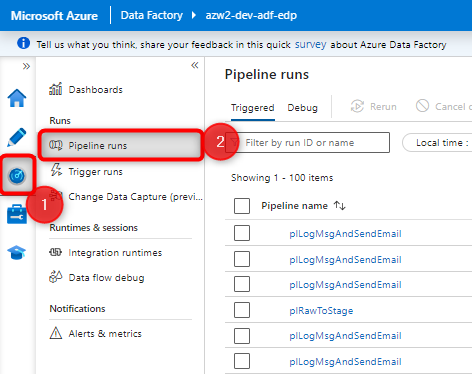 Microsoft Azure | Data Factory ▸ azw2-dev-adf-edp
Tell us what you think, share your feedback in this quick survey about Azure Data Factory
»
«
Dashboards
Runs
Pipeline runs
Trigger runs
Change Data Capture (previ...
Runtimes & sessions
Integration runtimes
Data flow debug
Notifications
Alerts & metrics
1
2
Pipeline runs
Triggered Debug Rerun Cancel
Filter by run ID or name Local time :
Showing 1 - 100 items
Pipeline name
plLogMsgAndSendEmail
plLogMsgAndSendEmail
plRawToStage
plLogMsgAndSendEmail
plLogMsgAndSendEmail
plLogMsgAndSendEmail